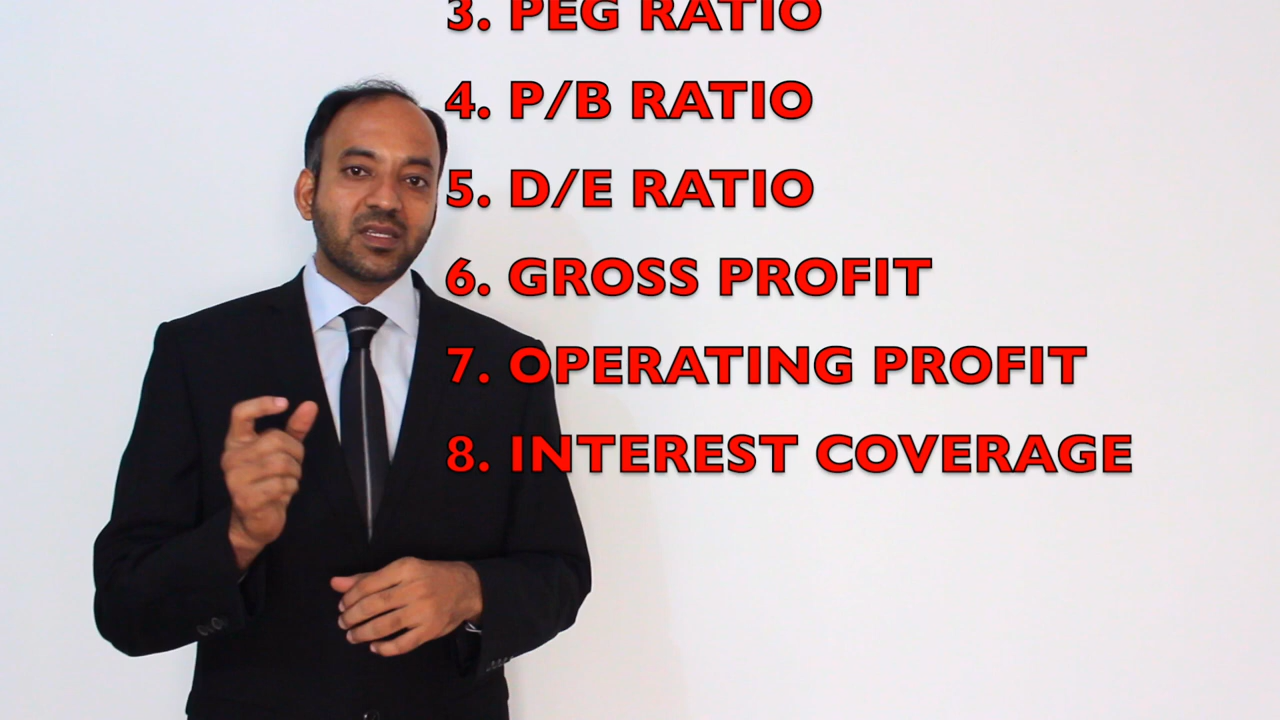 3. PEG RATIO
4. P/B RATIO
5. D/E RATIO
6. GROSS PROFIT
7. OPERATING PROFIT
8. INTEREST COVERAGE